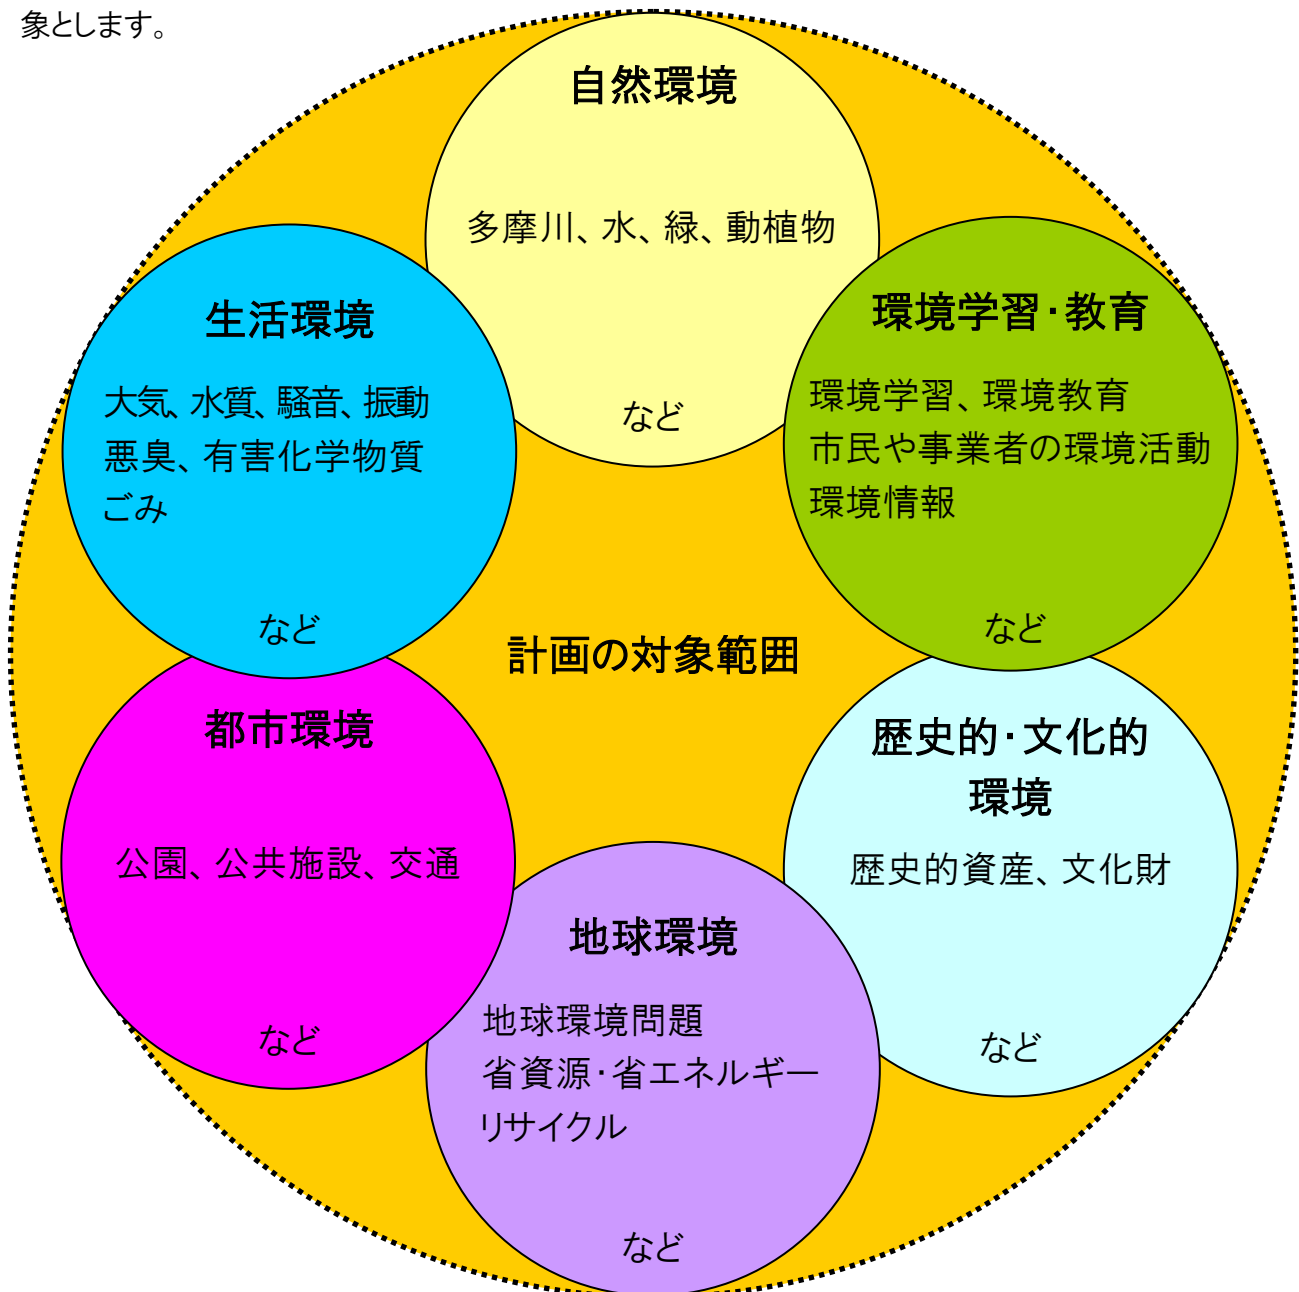 象とします。
自然環境
多摩川、水、緑、動植物
など
生活環境
大気、水質、騒音、振動
悪臭、有害化学物質
ごみ
など
環境学習・教育
環境学習、環境教育
市民や事業者の環境活動
環境情報
など
計画の対象範囲
都市環境
公園、公共施設、交通
など
歴史的・文化的
環境
歴史的資産、文化財
など
地球環境
地球環境問題
省資源・省エネルギー
リサイクル
など